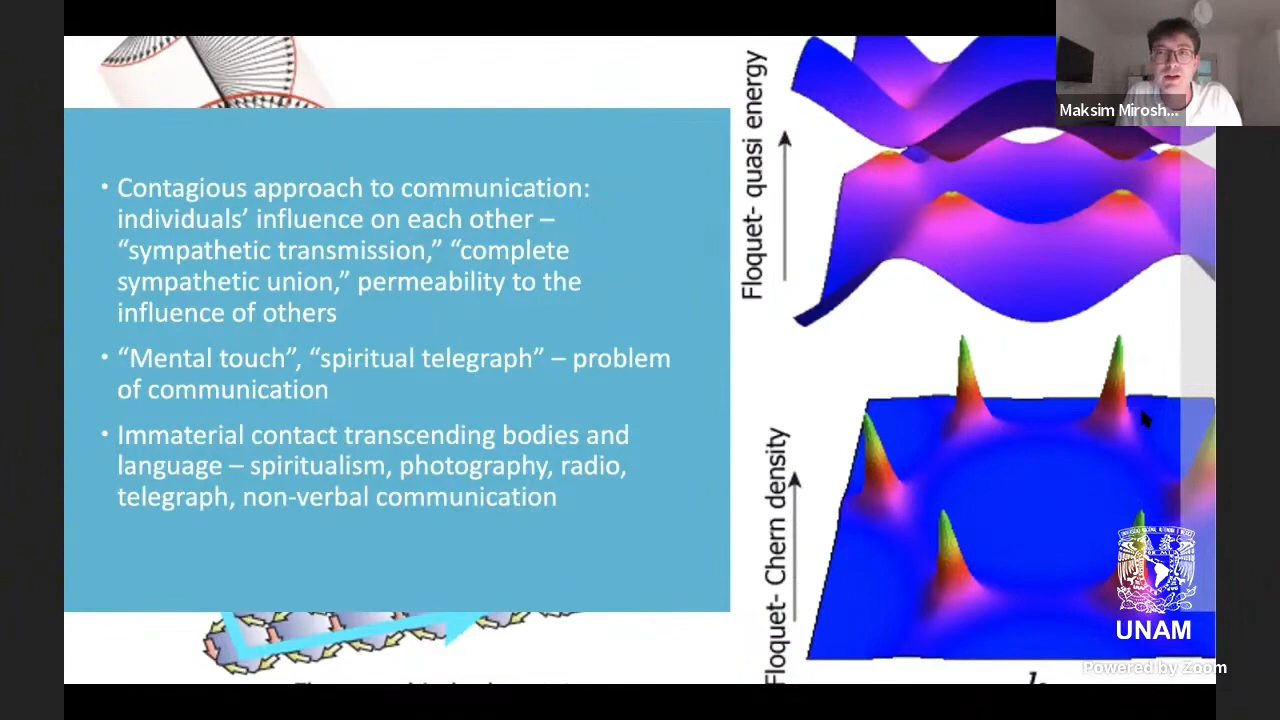 Maksim Mirosh...
• Contagious approach to communication:
individuals’ influence on each other –
“sympathetic transmission,” “complete
sympathetic union,” permeability to the
influence of others
• “Mental touch”, “spiritual telegraph” – problem
of communication
• Immaterial contact transcending bodies and
language – spiritualism, photography, radio,
telegraph, non-verbal communication
Floquet- quasi energy
Floquet- Chern density
UNAM
Powered by Zoom